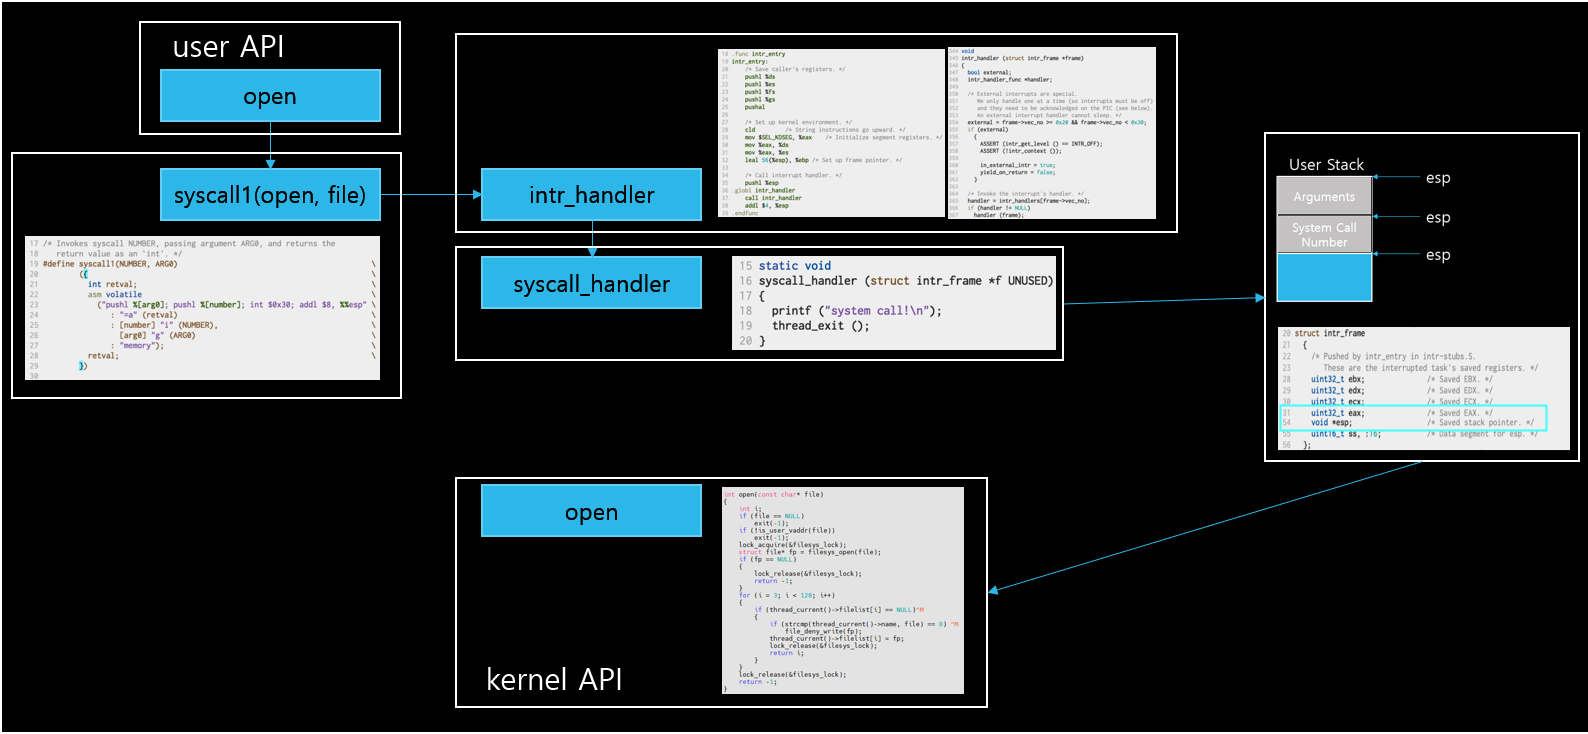 user API
open
syscall1(open, file)
17 /* Invokes syscall NUMBER, passing argument ARG0, and returns the
18    return value as an `int'. */
19 #define syscall1(NUMBER, ARG0) \
20 ({ \
21 int retval; \
22 asm volatile \
23 ("pushl %[arg0]; pushl %[number]; int $0x30; addl $8, %%esp" \
24 : "=a" (retval) \
25 : [number] "i" (NUMBER), \
26 [arg0] "g" (ARG0) \
27 : "memory"); \
28 retval; \
29 })
30
intr_handler
18 .func intr_entry
19 intr_entry:
20 /* Save caller's registers. */
21 pushl %ds
22 pushl %es
23 pushl %fs
24 pushl %gs
25 pushal
26
27 /* Set up kernel environment. */
28 cld /* String instructions go upward. */
29 mov $SEL_KDSEG, %eax /* Initialize segment registers. */
30 mov %eax, %ds
31 mov %eax, %es
32 leal 56(%esp), %ebp /* Set up frame pointer. */
33
34 /* Call interrupt handler. */
35 pushl %esp
36 .globl intr_handler
37 call intr_handler
38 addl $4, %esp
39 .endfunc
344 void
345 intr_handler (struct intr_frame *frame)
346 {
347 bool external;
348 intr_handler_func *handler;
349
350 /* External interrupts are special.
351 We only handle one at a time (so interrupts must be off)
352 and they need to be acknowledged on the PIC (see below).
353 An external interrupt handler cannot sleep. */
354 external = frame->vec_no >= 0x20 && frame->vec_no < 0x30;
355 if (external)
356 {
357 ASSERT (intr_get_level () == INTR_OFF);
358 ASSERT (!intr_context ());
359
360 in_external_intr = true;
361 yield_on_return = false;
362 }
363
364 /* Invoke the interrupt's handler. */
365 handler = intr_handlers[frame->vec_no];
366 if (handler != NULL)
367 handler (frame);
syscall_handler
15 static void
16 syscall_handler (struct intr_frame *f UNUSED)
17 {
18 printf ("system call!\n");
19 thread_exit ();
20 }
User Stack
Arguments
System Call
Number
esp
esp
esp
20 struct intr_frame
21 {
22 /* Pushed by intr_entry in intr-stubs.S.
23 These are the interrupted task's saved registers. */
28 uint32_t ebx; /* Saved EBX. */
29 uint32_t edx; /* Saved EDX. */
30 uint32_t ecx; /* Saved ECX. */
31 uint32_t eax; /* Saved EAX. */
54 void *esp; /* Saved stack pointer. */
55 uint16_t ss, :16; /* Data segment for esp. */
56 };
open
int open(const char* file)
{
int i;
if (file == NULL)
exit(-1);
if (!is_user_vaddr(file))
exit(-1);
lock_acquire(&filesys_lock);
struct file* fp = filesys_open(file);
if (fp == NULL)
{
lock_release(&filesys_lock);
return -1;
}
for (i = 3; i < 128; i++)
{
if (thread_current()->filelist[i] == NULL)^M
{
if (strcmp(thread_current()->name, file) == 0) ^M
file_deny_write(fp);
thread_current()->filelist[i] = fp;
lock_release(&filesys_lock);
return i;
}
}
lock_release(&filesys_lock);
return -1;
}
kernel API